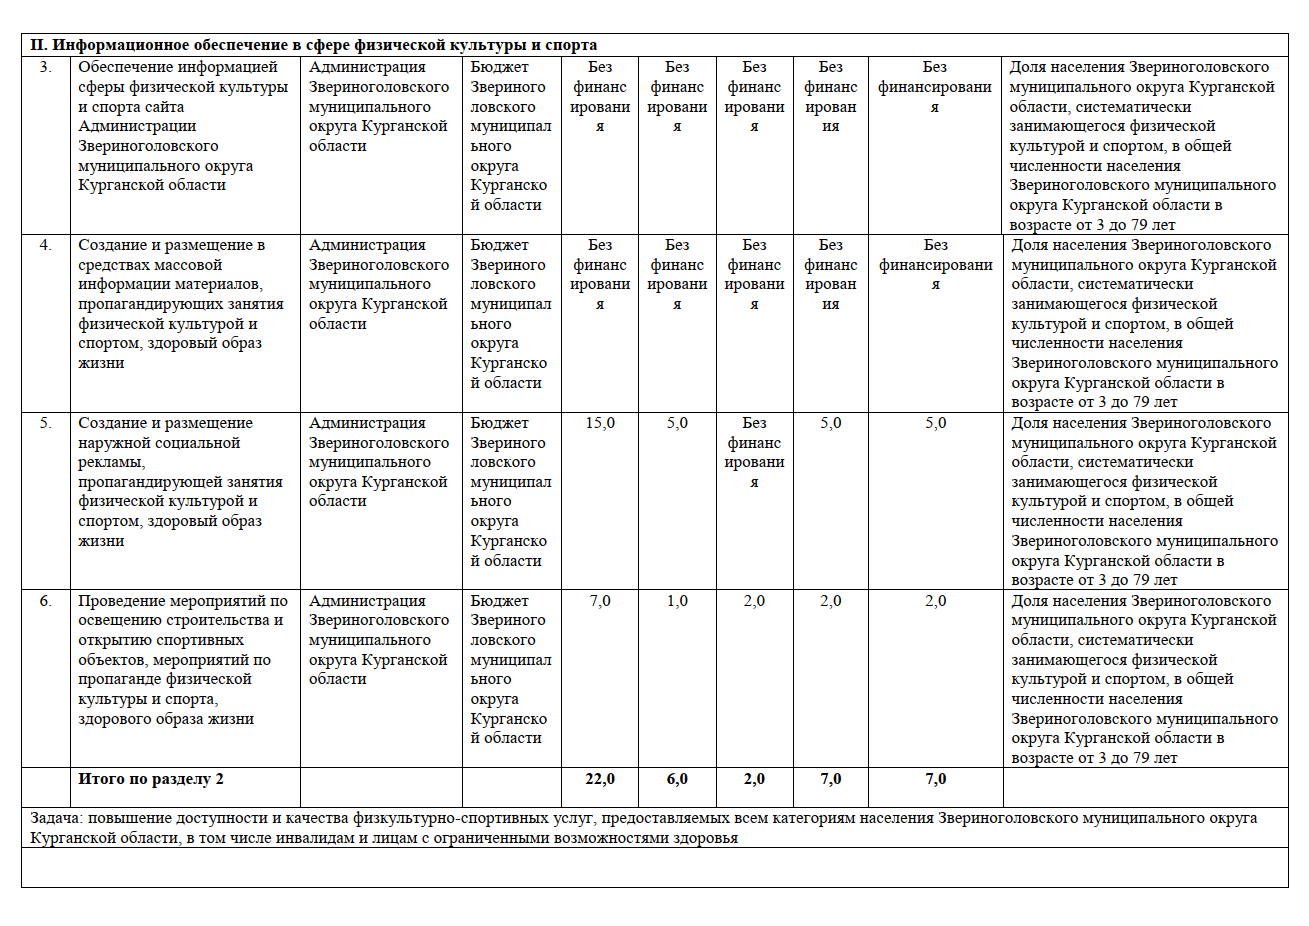 II. Информационное обеспечение в сфере физической культуры и спорта
3.
Обеспечение информацией
сферы физической культуры
и спорта сайта
Администрации
Звериноголовского
муниципального округа
Курганской области
Администрация
Звериноголовского
муниципального
округа Курганской
области
Бюджет
Звериного
ловского
муниципал
ьного
округа
Курганско
й области
Без
финанс
ировани
я
Без
финанс
ировани
я
Без
финанс
ировани
я
Без
финанс
ирован
ия
Без
финансировани
я
Доля населения Звериноголовского
муниципального округа Курганской
области, систематически
занимающегося физической
культурой и спортом, в общей
численности населения
Звериноголовского муниципального
округа Курганской области в
возрасте от 3 до 79 лет
4.
Создание и размещение в
средствах массовой
информации материалов,
пропагандирующих занятия
физической культурой и
спортом, здоровый образ
жизни
Администрация
Звериноголовского
муниципального
округа Курганской
области
Бюджет
Звериного
ловского
муниципал
ьного
округа
Курганско
й области
Без
финанс
ировани
я
Без
финанс
ировани
я
Без
финанс
ировани
я
Без
финанс
ирован
ия
Без
финансировани
я
Доля населения Звериноголовского
муниципального округа Курганской
области, систематически
занимающегося физической
культурой и спортом, в общей
численности населения
Звериноголовского муниципального
округа Курганской области в
возрасте от 3 до 79 лет
5.
Создание и размещение
наружной социальной
рекламы,
пропагандирующей занятия
физической культурой и
спортом, здоровый образ
жизни
Администрация
Звериноголовского
муниципального
округа Курганской
области
Бюджет
Звериного
ловского
муниципал
ьного
округа
Курганско
й области
15,0
5,0
Без
финанс
ировани
я
5,0
5,0
Доля населения Звериноголовского
муниципального округа Курганской
области, систематически
занимающегося физической
культурой и спортом, в общей
численности населения
Звериноголовского муниципального
округа Курганской области в
возрасте от 3 до 79 лет
6.
Проведение мероприятий по
освещению строительства и
открытию спортивных
объектов, мероприятий по
пропаганде физической
культуры и спорта,
здорового образа жизни
Администрация
Звериноголовского
муниципального
округа Курганской
области
Бюджет
Звериного
ловского
муниципал
ьного
округа
Курганско
й области
7,0
1,0
2,0
2,0
2,0
Доля населения Звериноголовского
муниципального округа Курганской
области, систематически
занимающегося физической
культурой и спортом, в общей
численности населения
Звериноголовского муниципального
округа Курганской области в
возрасте от 3 до 79 лет
Итого по разделу 2
22,0
6,0
2,0
7,0
7,0
Задача: повышение доступности и качества физкультурно-спортивных услуг, предоставляемых всем категориям населения Звериноголовского муниципального округа
Курганской области, в том числе инвалидам и лицам с ограниченными возможностями здоровья